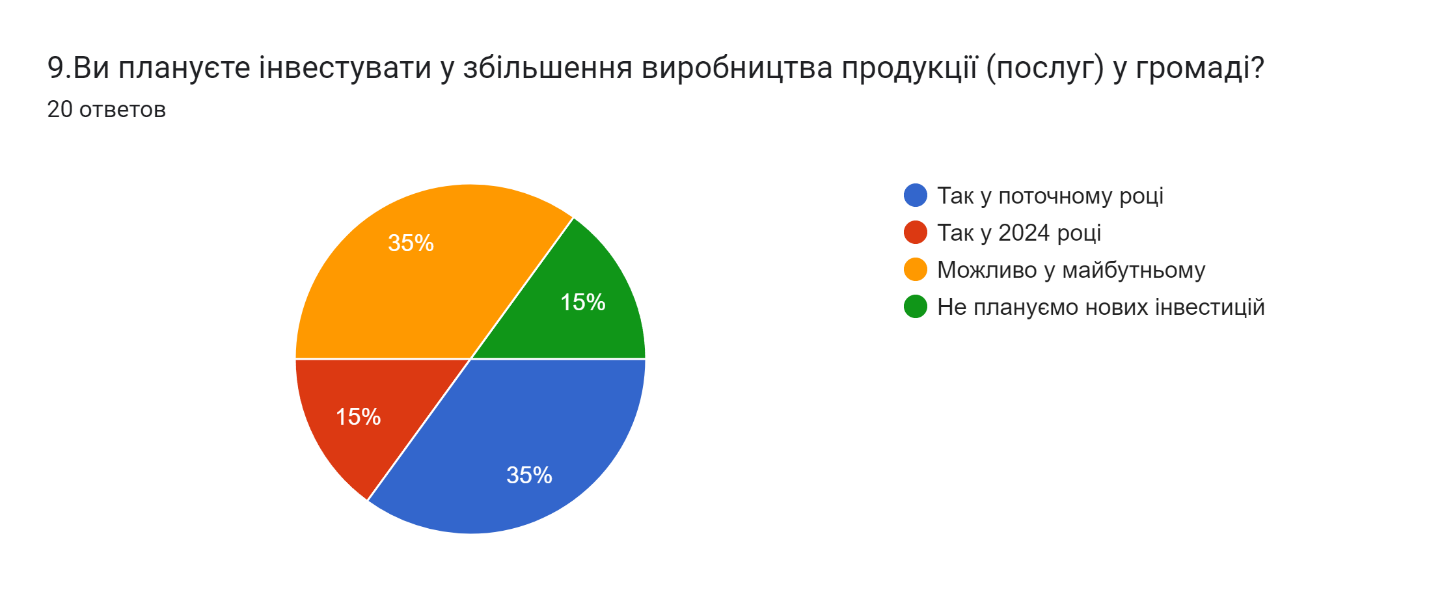 9.Ви плануєте інвестувати у збільшення виробництва продукції (послуг) у громаді?
20 ответов
35%
15%
15%
35%
Так у поточному році
Так у 2024 році
Можливо у майбутньому
Не плануємо нових інвестицій